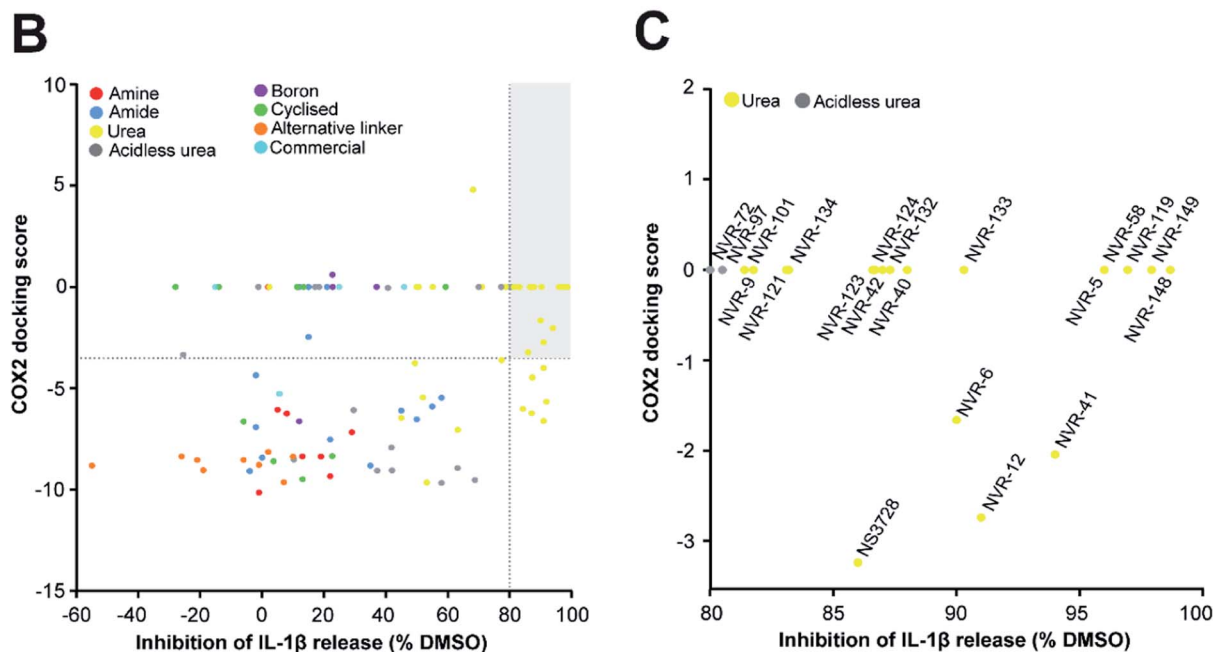 B
10
5
0
-5
-10
-15
COX2 docking score
Amine
Amide
Urea
Acidless urea
Boron
Cyclised
Alternative linker
Commercial
-60 -40 -20 0 20 40 60 80 100
Inhibition of IL-1β release (% DMSO)
C
2
1
0
-1
-2
-3
COX2 docking score
Urea
Acidless urea
NVR-72
NVR-97
NVR-101
NVR-134
NVR-124
NVR-132
NVR-133
NVR-58
NVR-119
NVR-149
NVR-9
NVR-121
NVR-123
NVR-42
NVR-40
NVR-5
NVR-148
NVR-6
NVR-41
NVR-12
NS3728
80 85 90 95 100
Inhibition of IL-1β release (% DMSO)